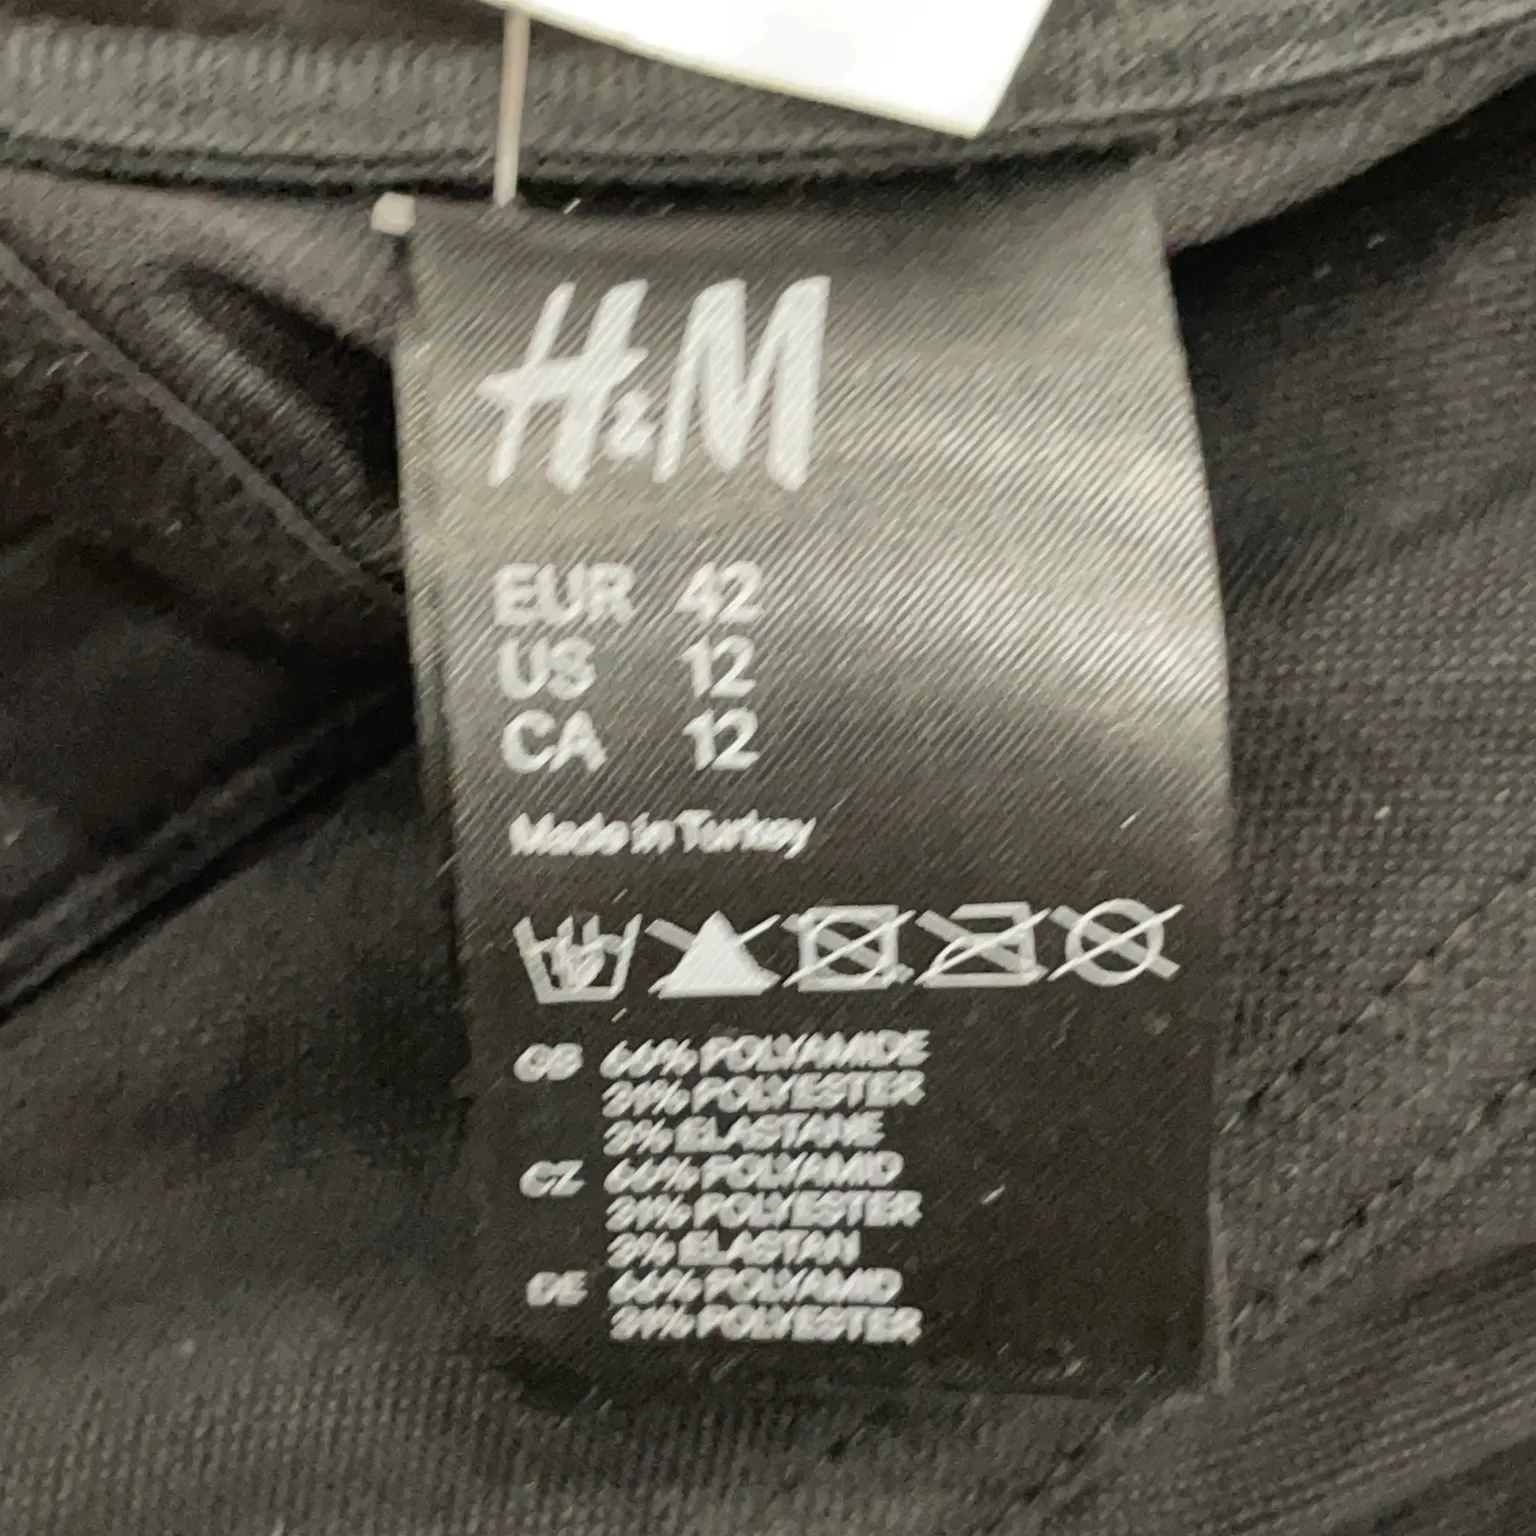 H&M
EUR 42
US 12
CA 12
Made in Turkey
GB 66% POLYAMIDE
31% POLYESTER
3% ELASTANE
CZ 66% POLYAMID
31% POLYESTER
3% ELASTAN
DE 66% POLYAMID
31% POLYESTER